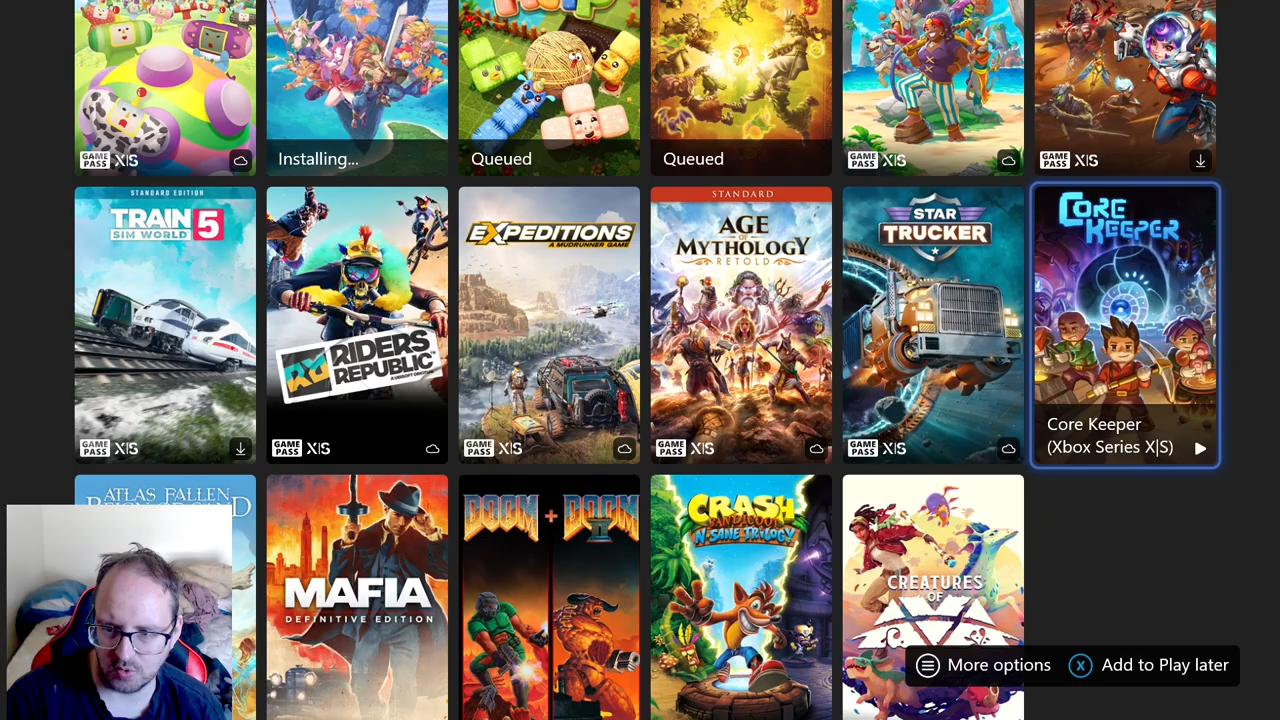 GAME PASS X|S
Installing...
Queued
Queued
GAME PASS X|S
GAME PASS X|S
STANDARD EDITION
TRAIN
SIM WORLD 5
GAME PASS X|S
RIDERS
REPUBLIC
A UBISOFT ORIGINAL
GAME PASS X|S
EXPEDITIONS
A MUDRUNNER GAME
GAME PASS X|S
STANDARD
AGE
OF
MYTHOLOGY
RETOLD
GAME PASS X|S
STAR
TRUCKER
GAME PASS X|S
CORE
KEEPER
Core Keeper
(Xbox Series X|S)
ATLAS FALLEN
MAFIA
DEFINITIVE EDITION
DOOM + DOOM
II
CRASH
BANDICOOT
N. SANE TRILOGY
CREATURES
OF
AVA
More options
X Add to Play later